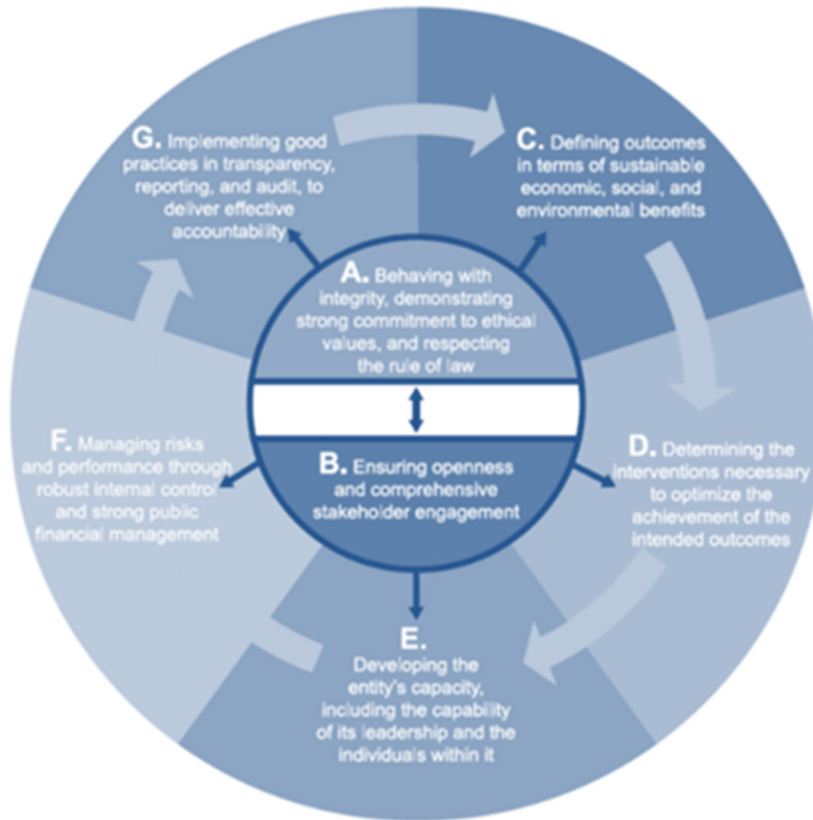 G. Implementing good
practices in transparency,
reporting, and audit, to
deliver effective
accountability
C. Defining outcomes
in terms of sustainable
economic, social, and
environmental benefits
A. Behaving with
integrity, demonstrating
strong commitment to ethical
values, and respecting
the rule of law
B. Ensuring openness
and comprehensive
stakeholder engagement
D. Determining the
interventions necessary
to optimize the
achievement of the
intended outcomes
E.
Developing the
entity's capacity,
including the capability
of its leadership and the
individuals within it
F. Managing risks
and performance through
robust internal control
and strong public
financial management